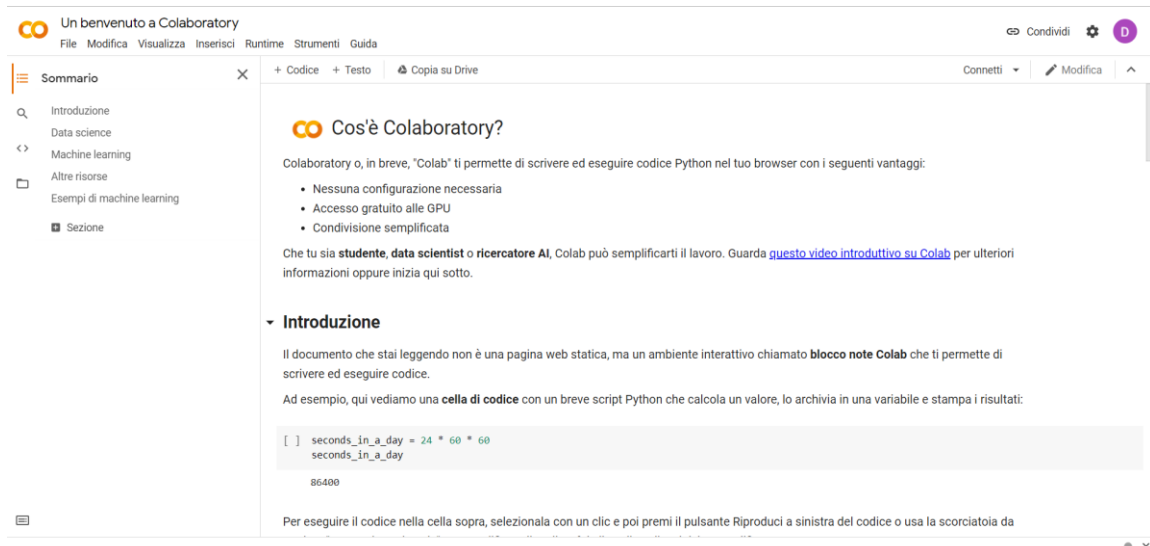 Un benvenuto a Colaboratory
File Modifica Visualizza Inserisci Runtime Strumenti Guida
Condividi
D
Sommario
Introduzione
Data science
Machine learning
Altre risorse
Esempi di machine learning
Sezione
+ Codice + Testo Copia su Drive
Connetti Modifica
CO Cos'è Colaboratory?
Colaboratory o, in breve, "Colab" ti permette di scrivere ed eseguire codice Python nel tuo browser con i seguenti vantaggi:
• Nessuna configurazione necessaria
• Accesso gratuito alle GPU
• Condivisione semplificata
Che tu sia studente, data scientist o ricercatore AI, Colab può semplificarti il lavoro. Guarda questo video introduttivo su Colab per ulteriori
informazioni oppure inizia qui sotto.
Introduzione
Il documento che stai leggendo non è una pagina web statica, ma un ambiente interattivo chiamato blocco note Colab che ti permette di
scrivere ed eseguire codice.
Ad esempio, qui vediamo una cella di codice con un breve script Python che calcola un valore, lo archivia in una variabile e stampa i risultati:
[ ] seconds_in_a_day = 24 * 60 * 60
seconds_in_a_day
86400
Per eseguire il codice nella cella sopra, selezionala con un clic e poi premi il pulsante Riproduci a sinistra del codice o usa la scorciatoia da